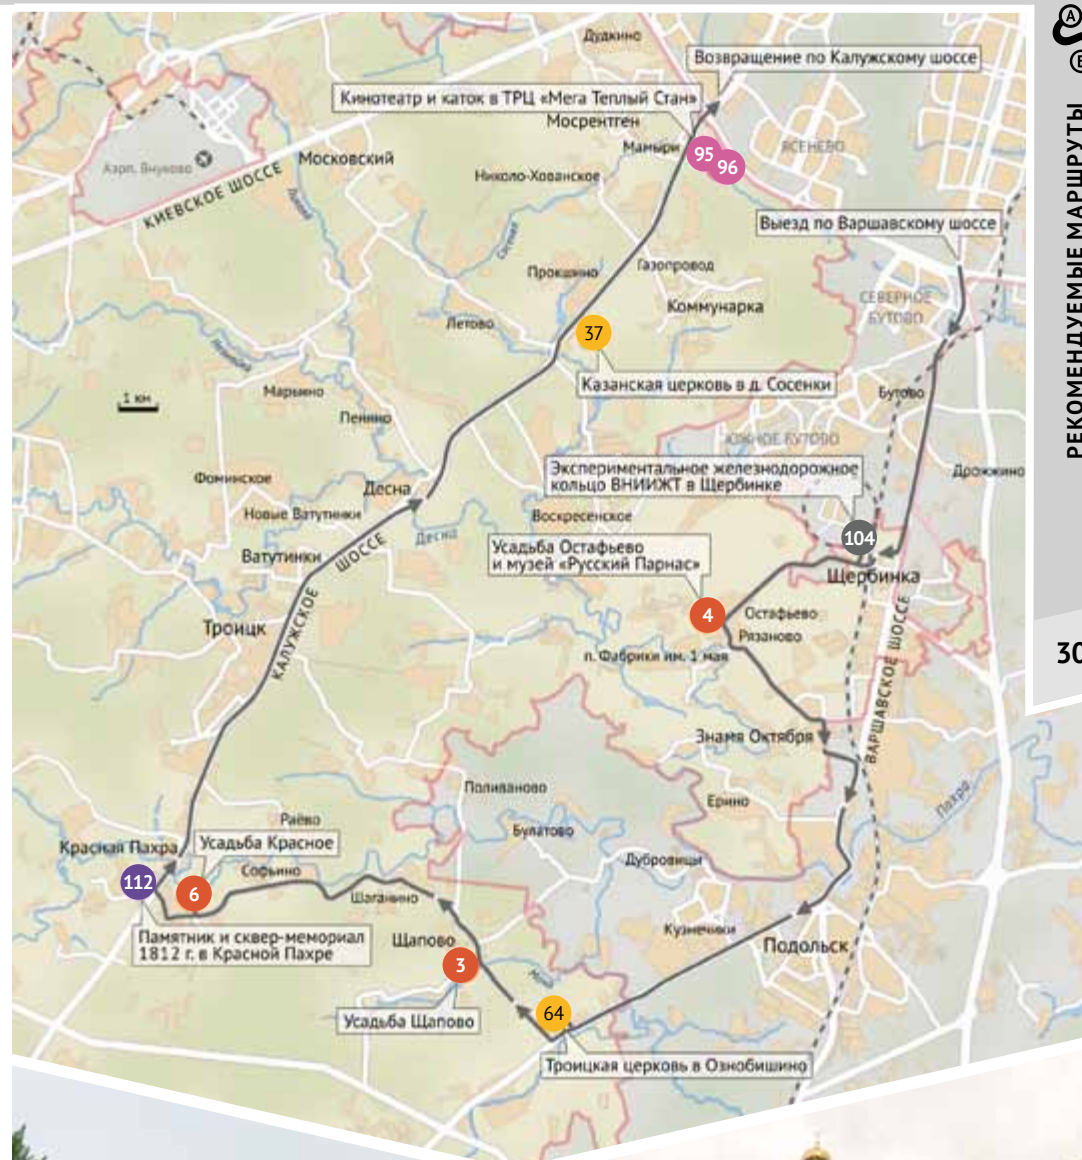 Дудкино
Возвращение по Калужскому шоссе
Кинотеатр и каток в ТРЦ «Мега Теплый Стан»
Мосрентген
Мамыри
95
96
ЯСЕНЕВО
Аэрп. Внуково
Московский
КИЕВСКОЕ ШОССЕ
Николо-Хованское
Выезд по Варшавскому шоссе
Сосенка
Прокшино
Газопровод
Коммунарка
СЕВЕРНОЕ
БУТОВО
Летово
37
Казанская церковь в д. Сосенки
Марьино
1 км
Пенино
Бутово
ЮЖНОЕ БУТОВО
Экспериментальное железнодорожное
кольцо ВНИИЖТ в Щербинке
Дрожжино
Фоминское
Десна
Новые Ватутинки
Воскресенское
104
Десна
Ватутинки
Усадьба Остафьево
и музей «Русский Парнас»
Щербинка
КАЛУЖСКОЕ ШОССЕ
Троицк
4
Остафьево
Рязаново
п. Фабрики им. 1 мая
ВАРШАВСКОЕ ШОССЕ
Знамя Октября
Поливаново
Ерино
Пахра
Раёво
Булатово
Красная Пахра
Усадьба Красное
Софьино
Дубровицы
112
6
Шаганино
Кузнечики
Памятник и сквер-мемориал
1812 г. в Красной Пахре
Щапово
Подольск
3
Моча
64
Усадьба Щапово
Троицкая церковь в Ознобишино
А
В
РЕКОМЕНДУЕМЫЕ МАРШРУТЫ
30